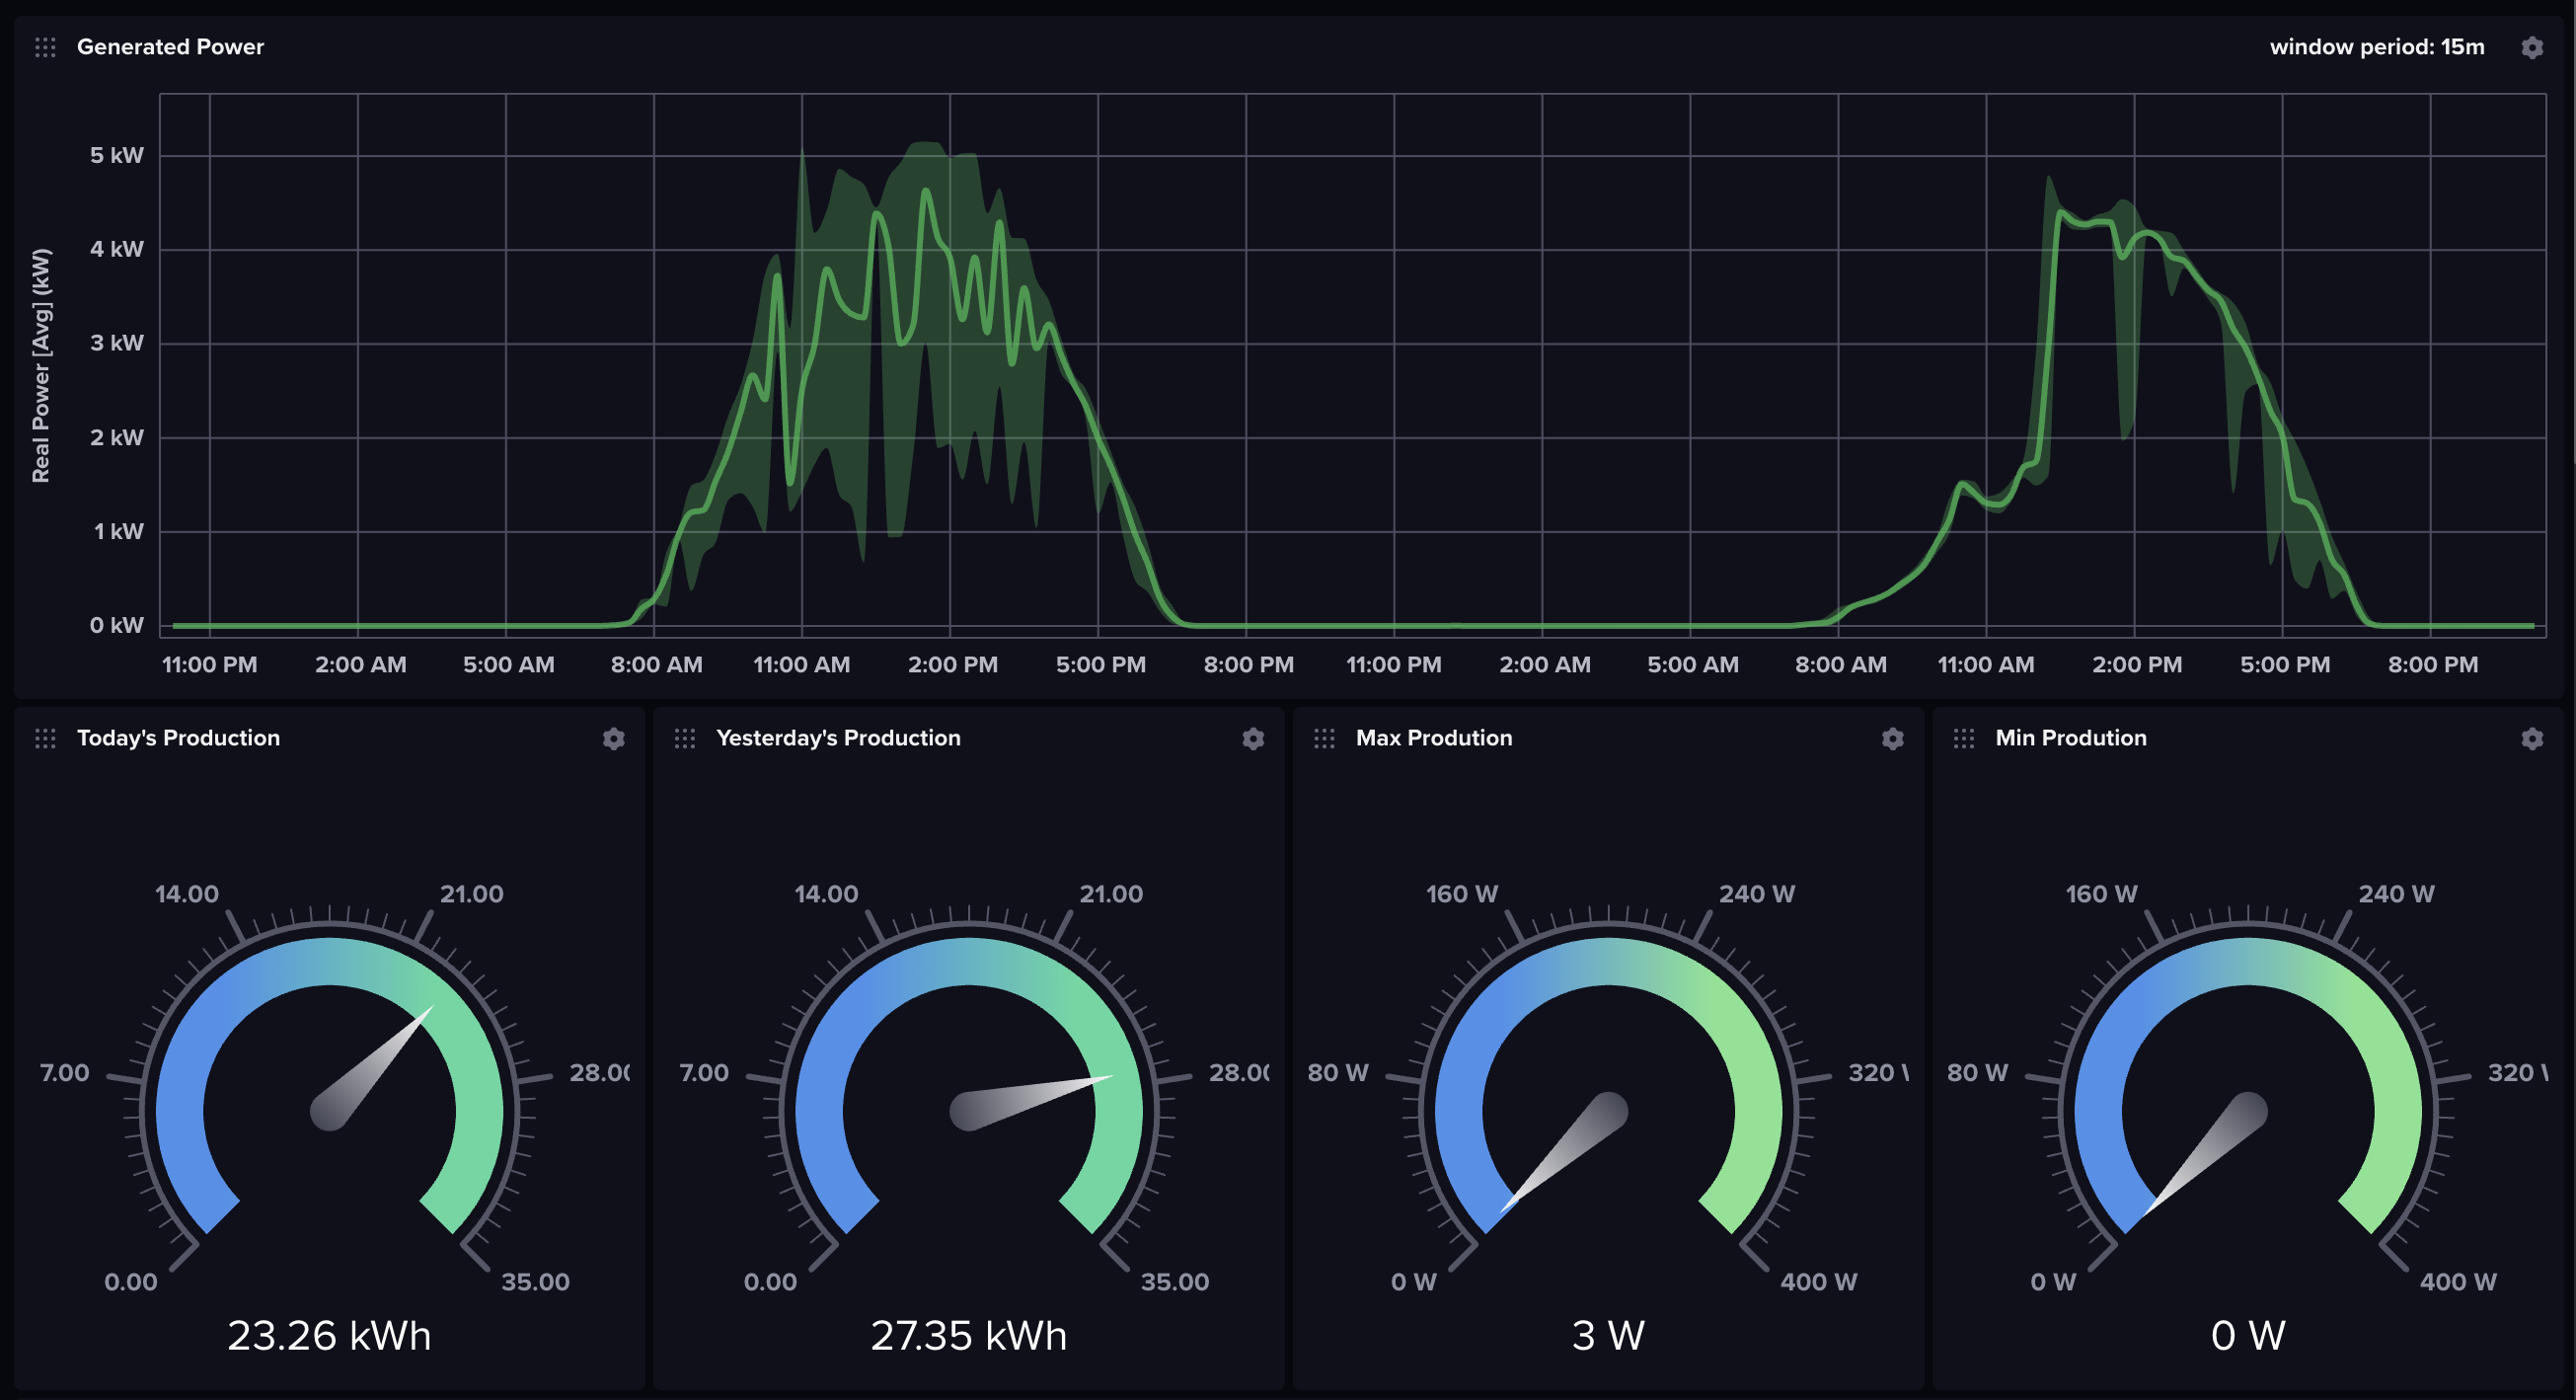 Generated Power
window period: 15m
Real Power [Avg] (kW)
5 kW
4 kW
3 kW
2 kW
1 kW
0 kW
11:00 PM 2:00 AM 5:00 AM 8:00 AM 11:00 AM 2:00 PM 5:00 PM 8:00 PM 11:00 PM 2:00 AM 5:00 AM 8:00 AM 11:00 AM 2:00 PM 5:00 PM 8:00 PM
Today's Production
14.00 21.00
7.00 28.0
0.00 35.00
23.26 kWh
Yesterday's Production
14.00 21.00
7.00 28.0
0.00 35.00
27.35 kWh
Max Prodution
160 W 240 W
80 W 320
0 W 400 W
3 W
Min Prodution
160 W 240 W
80 W 320
0 W 400 W
0 W